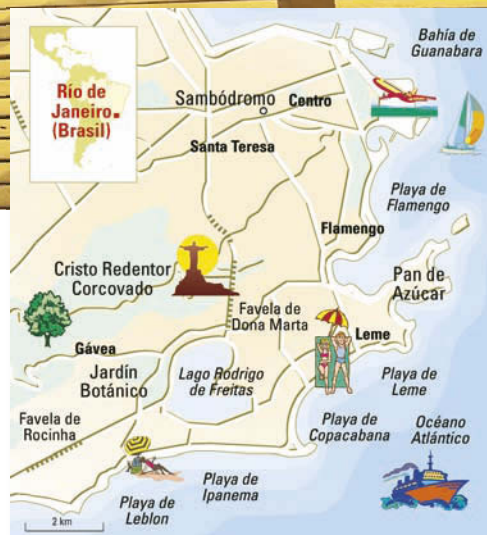 Río de
Janeiro
(Brasil)
Bahía de
Guanabara
Sambódromo
Centro
Santa Teresa
Playa de
Flamengo
Flamengo
Cristo Redentor
Corcovado
Pan de
Azúcar
Favela de
Dona Marta
Leme
Gávea
Jardín
Botánico
Lago Rodrigo
de Freitas
Playa de
Leme
Favela de
Rocinha
Playa de
Copacabana
Océano
Atlántico
Playa de
Ipanema
Playa de
Leblon
2 km